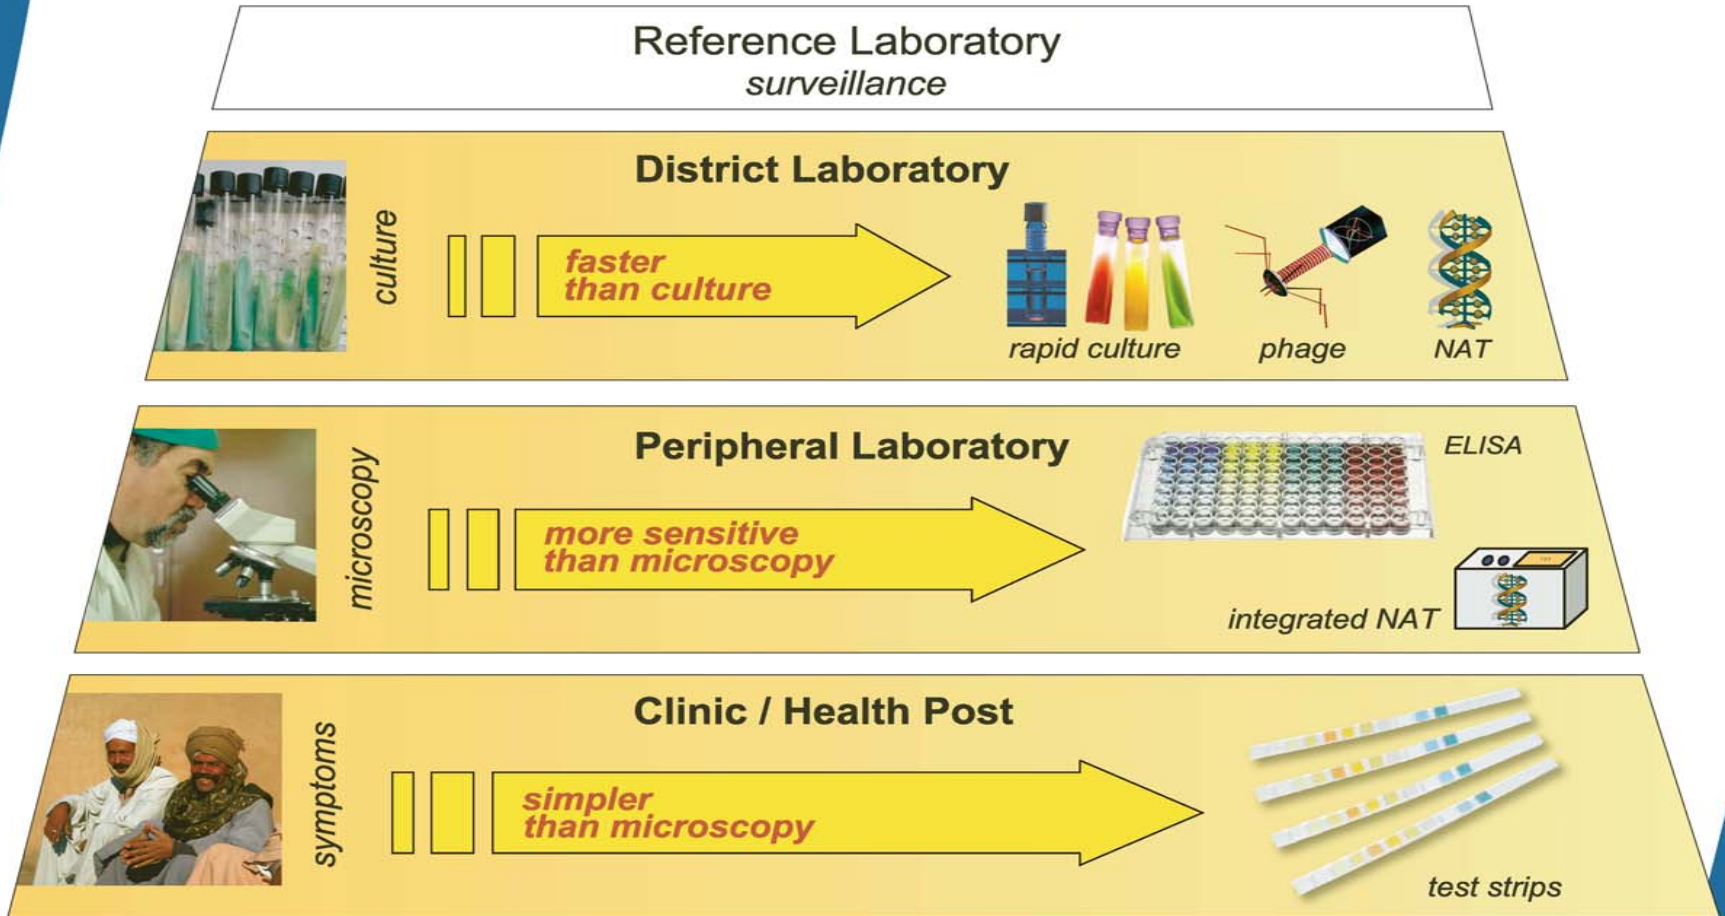 Reference Laboratory
surveillance
District Laboratory
culture
faster
than culture
rapid culture
phage
NAT
Peripheral Laboratory
microscopy
more sensitive
than microscopy
ELISA
integrated NAT
Clinic / Health Post
symptoms
simpler
than microscopy
test strips